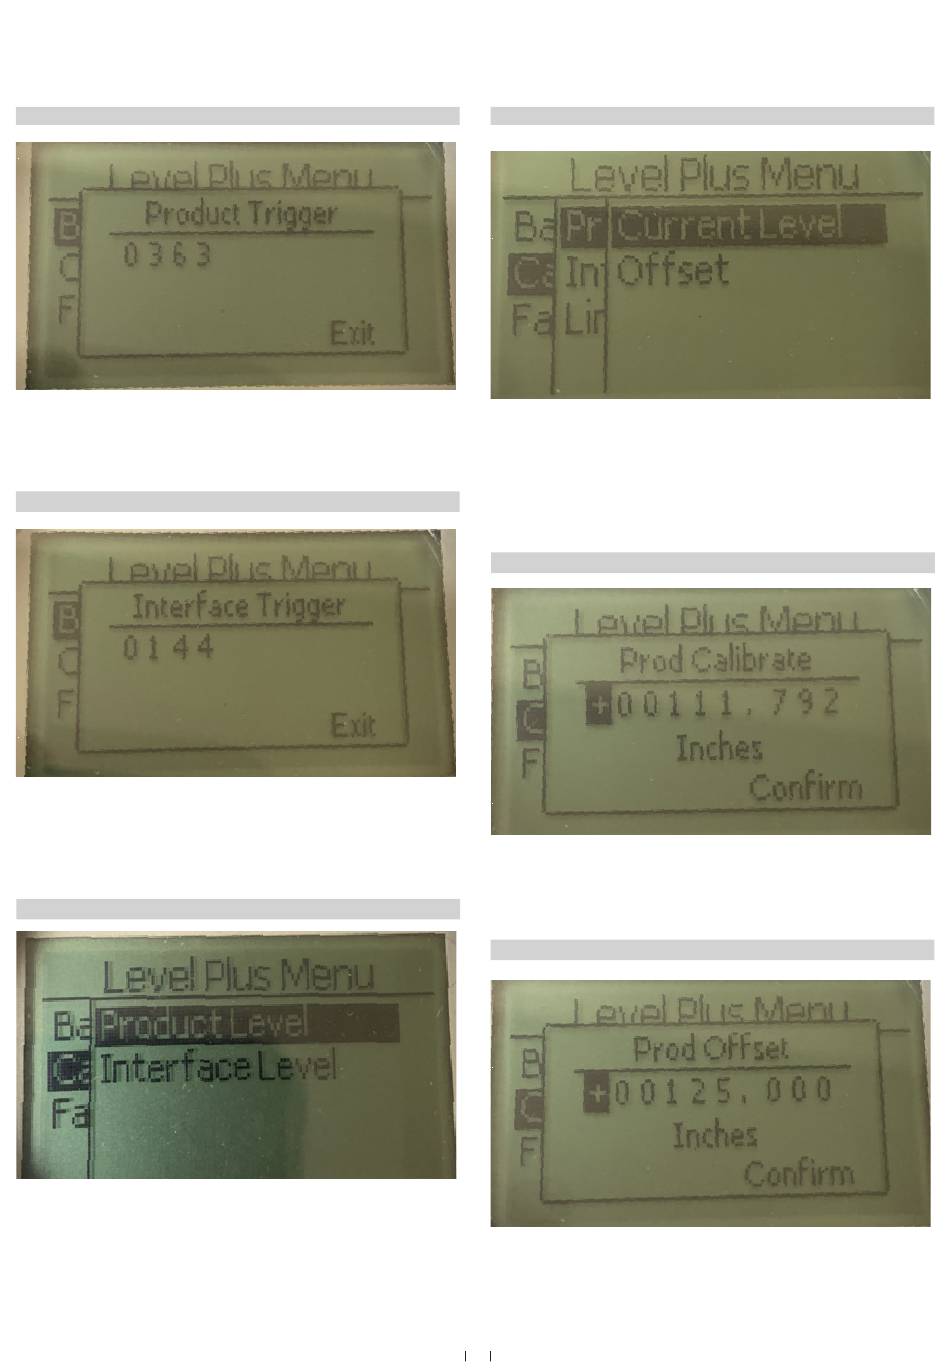 Level Plus Menu
B
Product Trigger
0363
C
F
Exit
Level Plus Menu
B
Interface Trigger
0144
C
F
Exit
Level Plus Menu
Ba
Product Level
Ca
Interface Level
Fa
Level Plus Menu
Ba
Pr
Current Level
Ca
Int
Offset
Fa
Lir
Level Plus Menu
B
Prod Calibrate
+00111.792
C
Inches
F
Confirm
Level Plus Menu
B
Prod Offset
+00125.000
C
Inches
F
Confirm